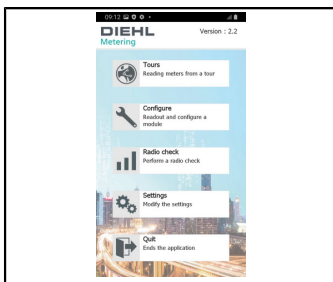 09:12
DIEHL
Metering
Version : 2.2
Tours
Reading meters from a tour
Configure
Readout and configure a
module
Radio check
Perform a radio check
Settings
Modify the settings
Quit
Ends the application